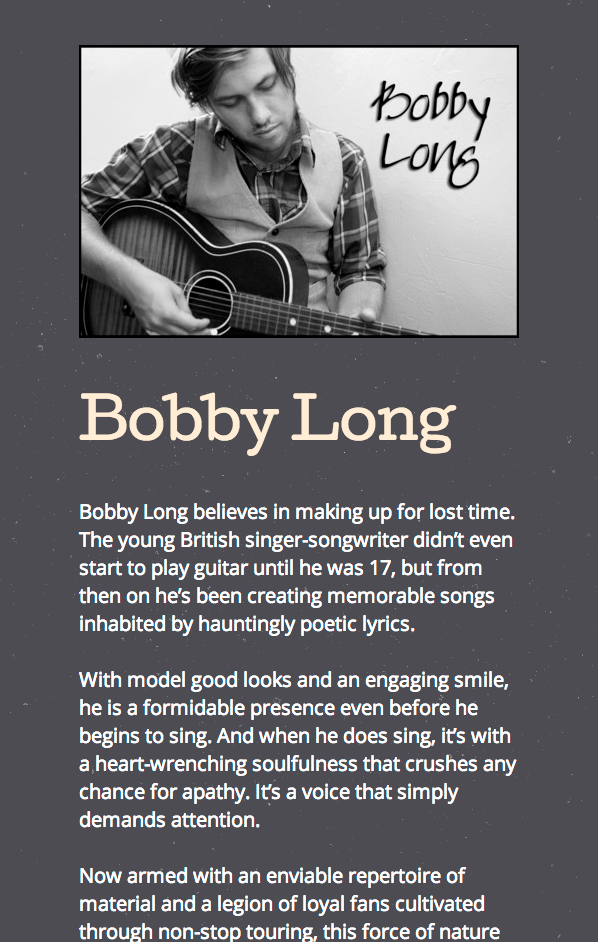 Bobby
Long
Bobby Long
Bobby Long believes in making up for lost time.
The young British singer-songwriter didn’t even
start to play guitar until he was 17, but from
then on he’s been creating memorable songs
inhabited by hauntingly poetic lyrics.
With model good looks and an engaging smile,
he is a formidable presence even before he
begins to sing. And when he does sing, it’s with
a heart-wrenching soulfulness that crushes any
chance for apathy. It’s a voice that simply
demands attention.
Now armed with an enviable repertoire of
material and a legion of loyal fans cultivated
through non-stop touring, this force of nature